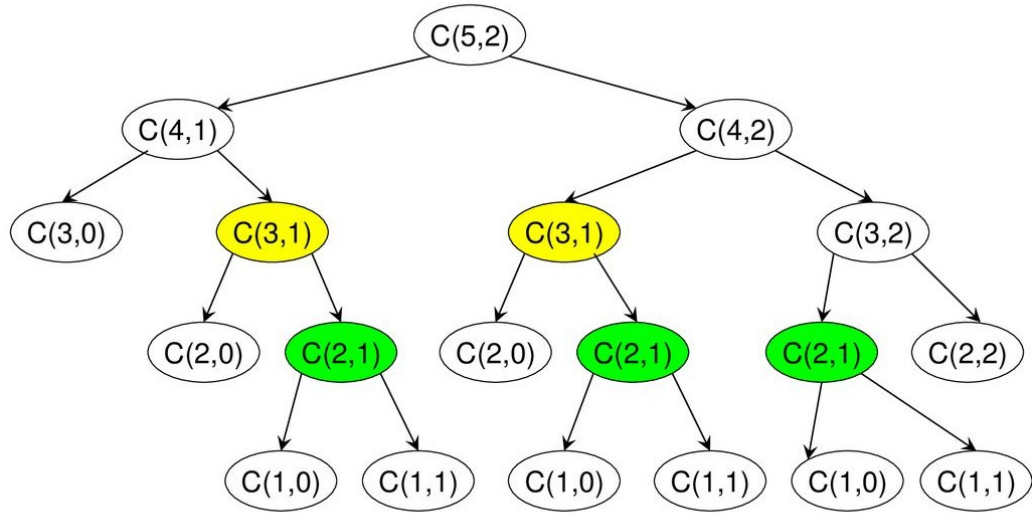 C(5,2)
C(4,1) C(4,2)
C(3,0) C(3,1) C(3,1) C(3,2)
C(2,0) C(2,1) C(2,0) C(2,1) C(2,1) C(2,2)
C(1,0) C(1,1) C(1,0) C(1,1) C(1,0) C(1,1)